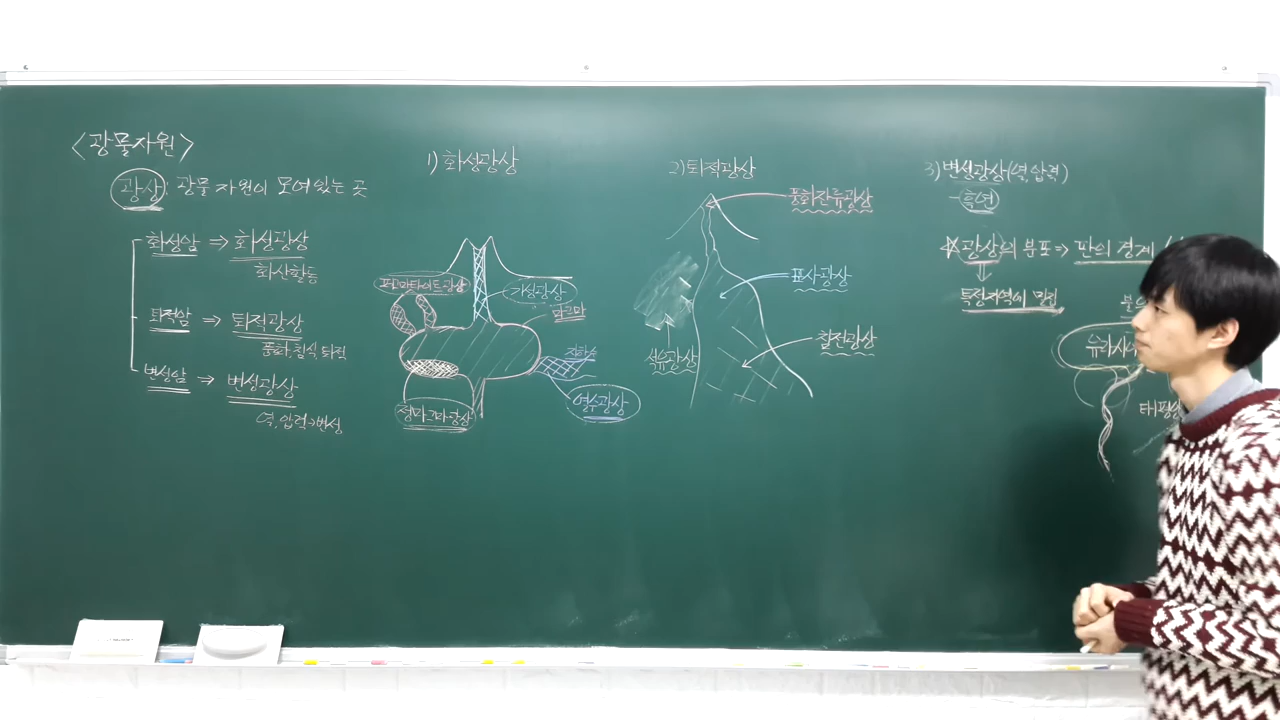 <광물자원>
광상: 광물 자원이 모여있는 곳
화성암 ⇒ 화성광상
화산활동
퇴적암 ⇒ 퇴적광상
풍화 침식 퇴적
변성암 ⇒ 변성광상
열, 압력→변성
1) 화성광상
페그마타이트광상
기성광상
마그마
지하수
열수광상
정마그마광상
2) 퇴적광상
풍화잔류광상
표사광상
침전광상
석유광상
3) 변성광상(열,압력)
- 흑연
☆광상의 분포⇒ 판의 경계
⇓
특정지역에 밀집
유라시아
태평양